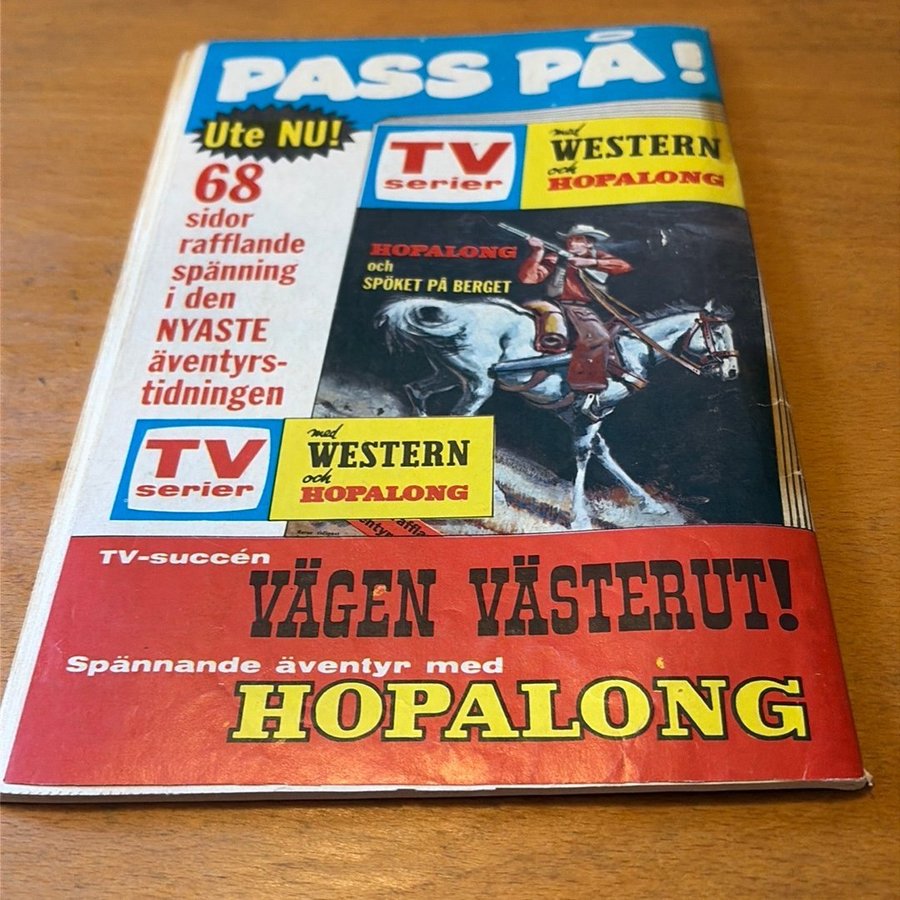 PASS PÅ!
Ute NU!
68
sidor
rafflande
spänning
i den
NYASTE
äventyrs-
tidningen
TV
serier
med
WESTERN
och
HOPALONG
HOPALONG
och
SPÖKET PÅ BERGET
TV
serier
med
WESTERN
och
HOPALONG
TV-succén
VÄGEN VÄSTERUT!
Spännande äventyr med
HOPALONG